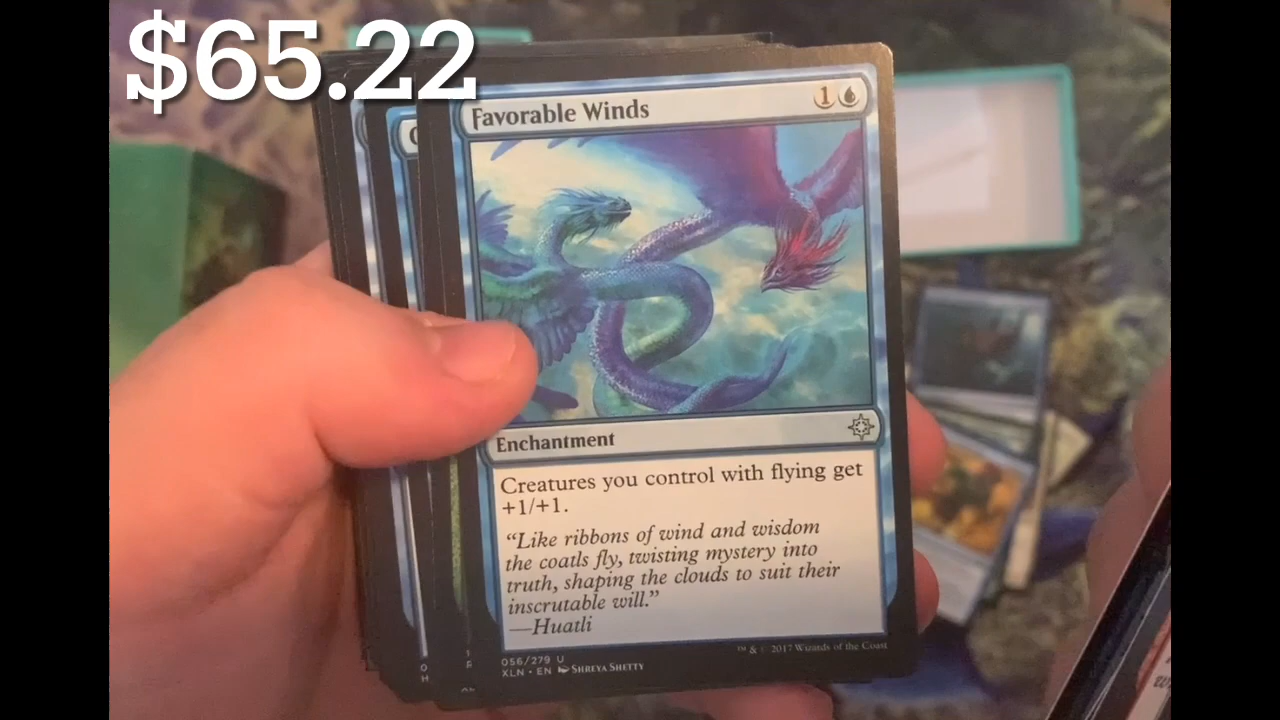 $65.22
Favorable Winds
1
Enchantment
Creatures you control with flying get
+1/+1.
“Like ribbons of wind and wisdom
the coatls fly, twisting mystery into
truth, shaping the clouds to suit their
inscrutable will.”
—Huatli
056/279 U
XLN • EN SHREYA SHETTY
™ & © 2017 Wizards of the Coast